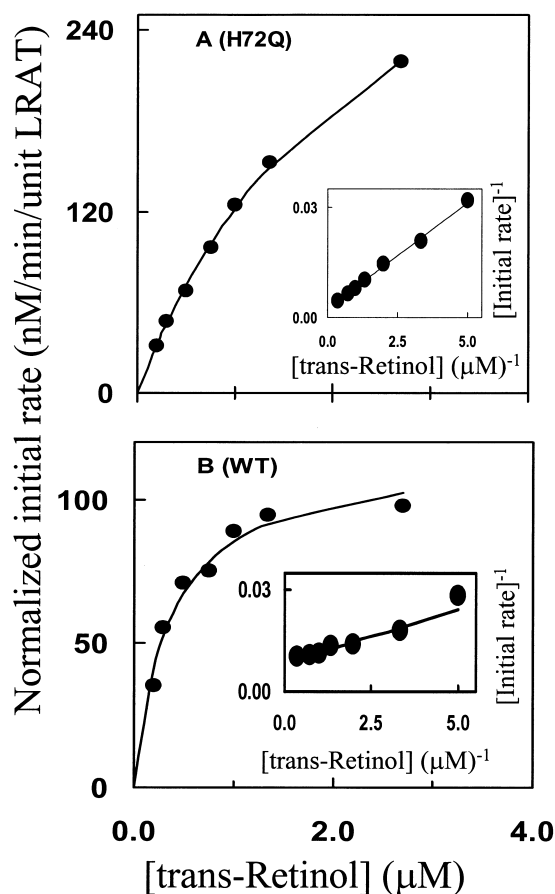 Normalized initial rate (nM/min/unit LRAT)
240
A (H72Q)
120
0
0.03
0.00
0.0
2.5
5.0
[Initial rate]-1
[trans-Retinol] (μM)-1
B (WT)
100
50
0
0.03
0.00
0.0
2.5
5.0
[Initial rate]-1
[trans-Retinol] (μM)-1
0.0
2.0
4.0
[trans-Retinol] (μM)